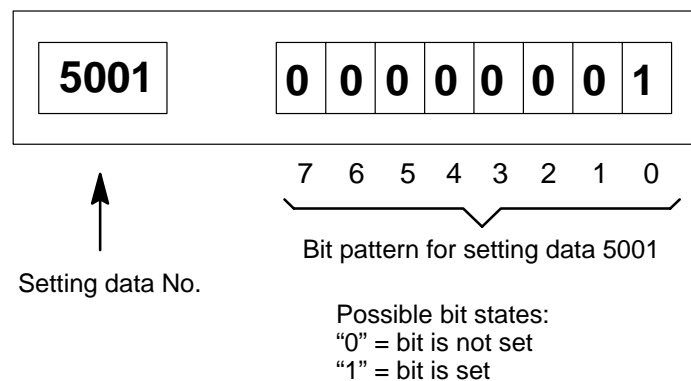 5001 0 0 0 0 0 0 0 1
7 6 5 4 3 2 1 0
Bit pattern for setting data 5001
Setting data No.
Possible bit states:
“0” = bit is not set
“1” = bit is set